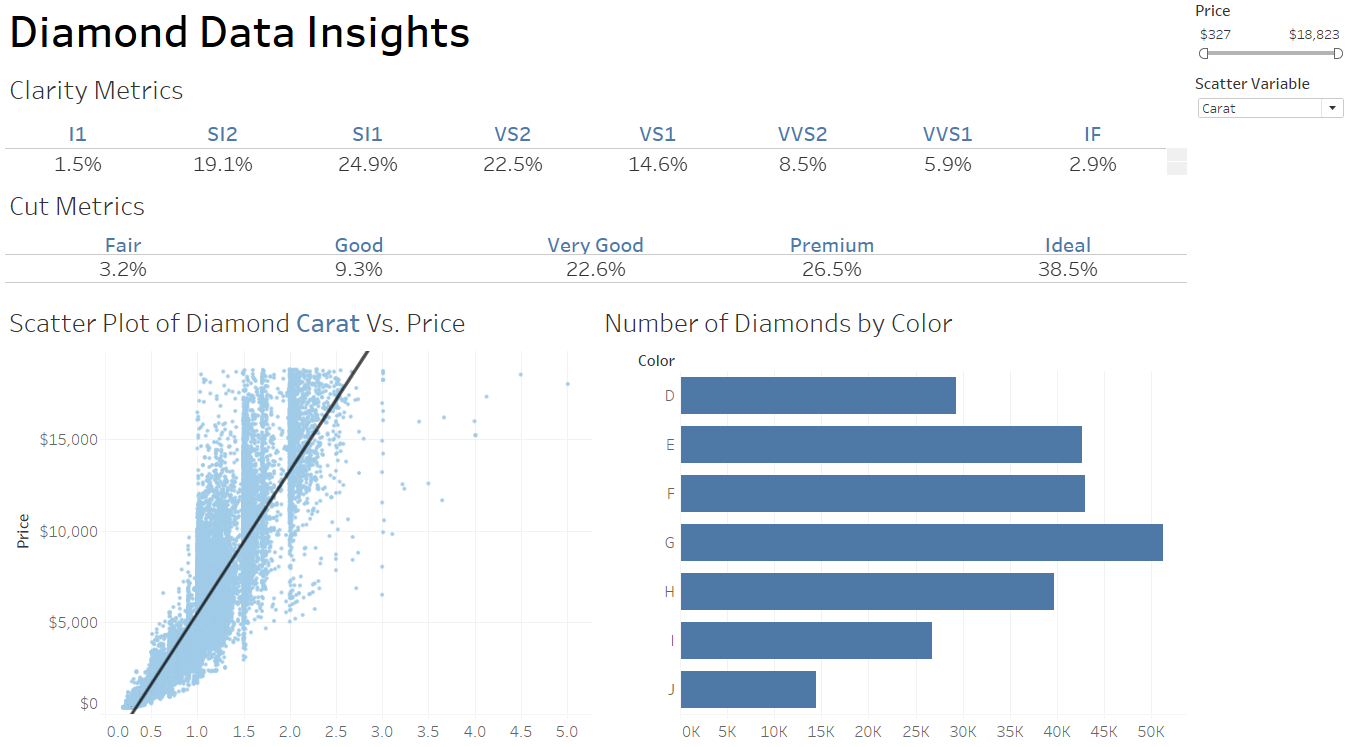 Diamond Data Insights
Price
$327 $18,823
Scatter Variable
Carat
Clarity Metrics
I1 SI2 SI1 VS2 VS1 VVS2 VVS1 IF
1.5% 19.1% 24.9% 22.5% 14.6% 8.5% 5.9% 2.9%
Cut Metrics
Fair Good Very Good Premium Ideal
3.2% 9.3% 22.6% 26.5% 38.5%
Scatter Plot of Diamond Carat Vs. Price
Price
$15,000
$10,000
$5,000
$0
0.0 0.5 1.0 1.5 2.0 2.5 3.0 3.5 4.0 4.5 5.0
Number of Diamonds by Color
Color
D
E
F
G
H
I
J
0K 5K 10K 15K 20K 25K 30K 35K 40K 45K 50K